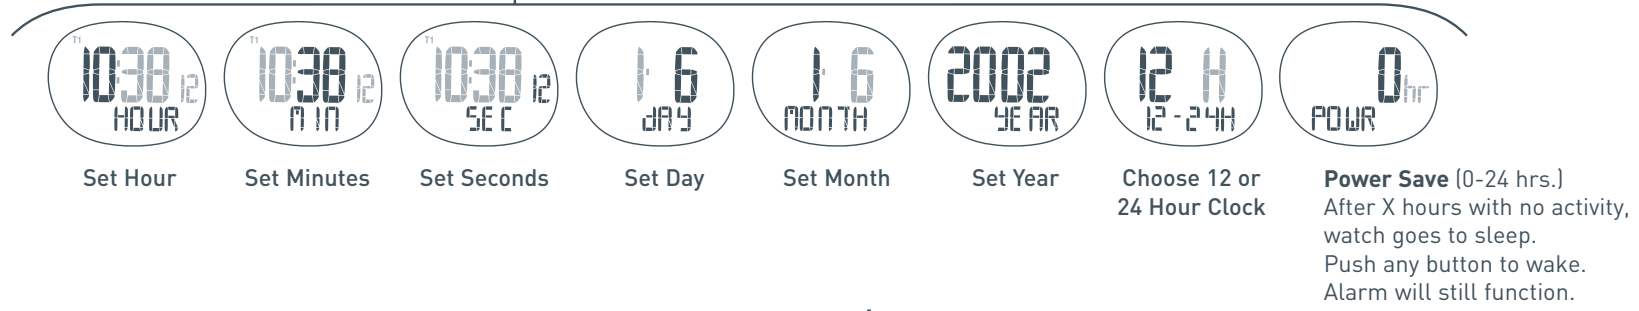 T1
10:38 12
HOUR
Set Hour
T1
10:38 12
MIN
Set Minutes
T1
10:38 12
SEC
Set Seconds
1· 6
dAY
Set Day
1· 6
MONTH
Set Month
2002
YEAR
Set Year
12 H
12-24H
Choose 12 or
24 Hour Clock
0hr
POWR
Power Save (0-24 hrs.)
After X hours with no activity,
watch goes to sleep.
Push any button to wake.
Alarm will still function.